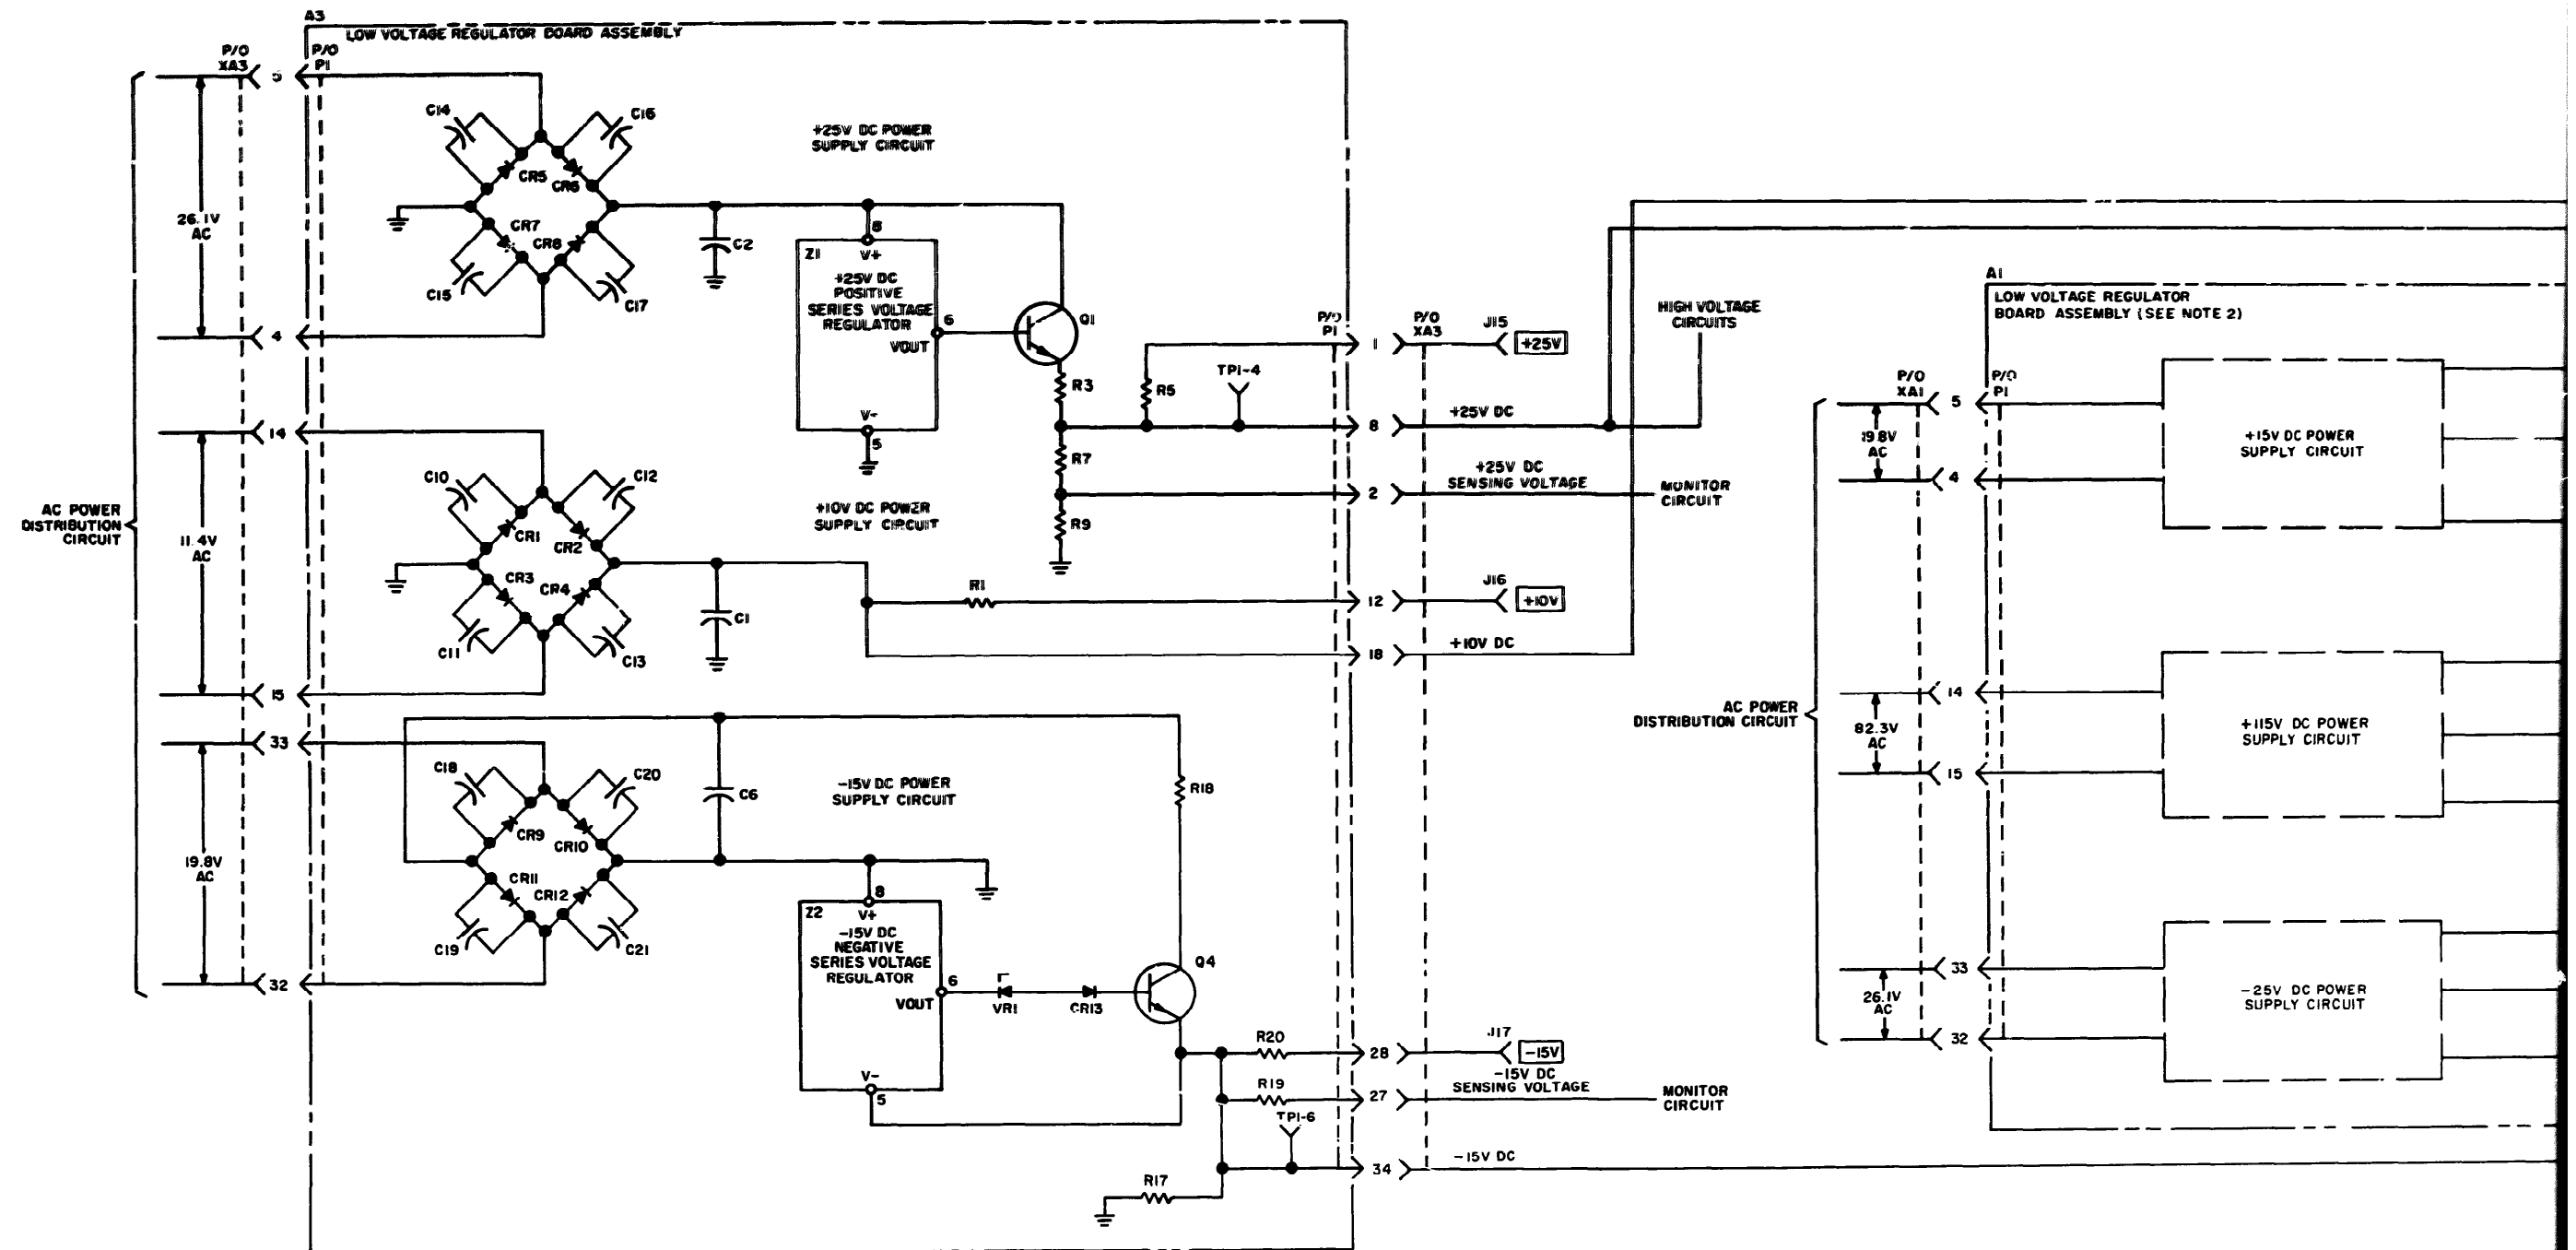 A3
LOW VOLTAGE REGULATOR BOARD ASSEMBLY
P/O
XA3
P/O
P1
5
C14
C16
CR5
CR6
CR7
CR8
C15
C17
26.1V
AC
4
+25V DC POWER
SUPPLY CIRCUIT
C2
8
Z1
V+
+25V DC
POSITIVE
SERIES VOLTAGE
REGULATOR
6
VOUT
V-
5
Q1
R3
R5
TP1-4
R7
R9
P/O
P1
P/O
XA3
1
J15
+25V
8
+25V DC
HIGH VOLTAGE
CIRCUITS
2
+25V DC
SENSING VOLTAGE
MONITOR
CIRCUIT
AC POWER
DISTRIBUTION
CIRCUIT
14
11.4V
AC
15
C10
C12
CR1
CR2
CR3
CR4
C11
C13
+10V DC POWER
SUPPLY CIRCUIT
C1
R1
12
J16
+10V
18
+10V DC
33
19.8V
AC
32
C18
C20
CR9
CR10
CR11
CR12
C19
C21
C6
-15V DC POWER
SUPPLY CIRCUIT
R18
8
Z2
V+
-15V DC
NEGATIVE
SERIES VOLTAGE
REGULATOR
6
VOUT
V-
5
VR1
CR13
Q4
R20
28
J17
-15V
R19
27
-15V DC
SENSING VOLTAGE
MONITOR
CIRCUIT
TP1-6
34
-15V DC
R17
A1
LOW VOLTAGE REGULATOR
BOARD ASSEMBLY (SEE NOTE 2)
P/O
XA1
P/O
P1
5
19.8V
AC
4
+15V DC POWER
SUPPLY CIRCUIT
AC POWER
DISTRIBUTION CIRCUIT
14
82.3V
AC
15
+115V DC POWER
SUPPLY CIRCUIT
33
26.1V
AC
32
-25V DC POWER
SUPPLY CIRCUIT